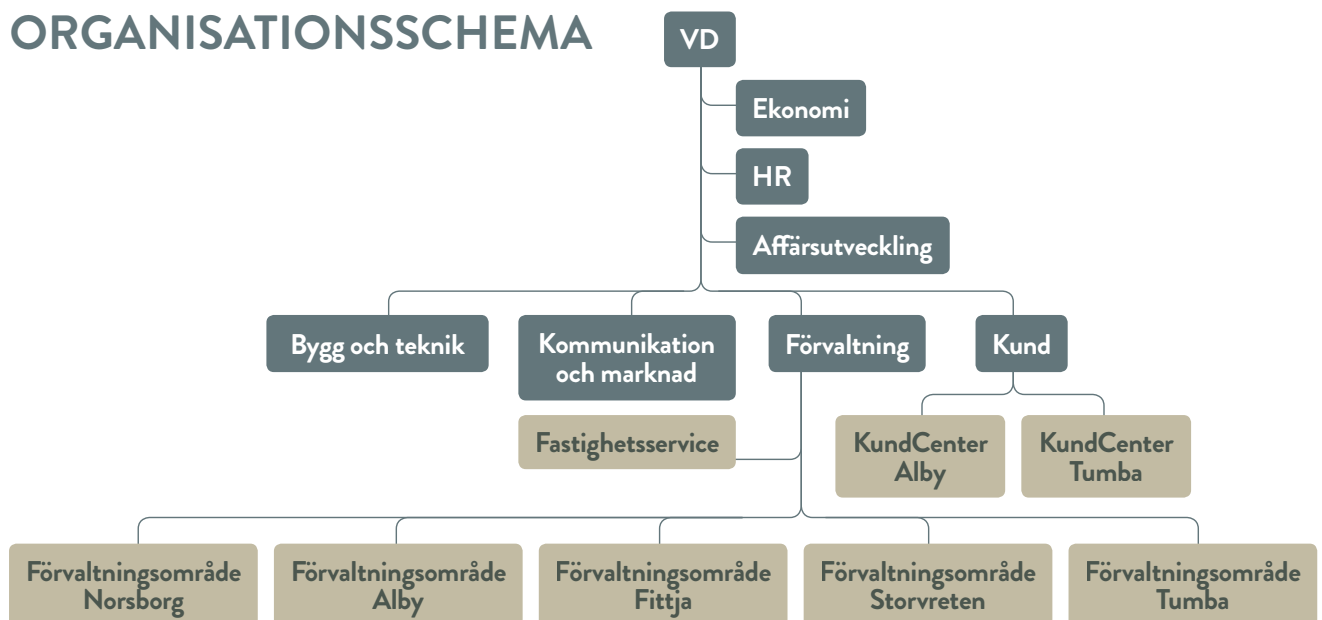 ORGANISATIONSSCHEMA
VD
Ekonomi
HR
Affärsutveckling
Bygg och teknik
Kommunikation
och marknad
Förvaltning
Kund
Fastighetsservice
KundCenter
Alby
KundCenter
Tumba
Förvaltningsområde
Norsborg
Förvaltningsområde
Alby
Förvaltningsområde
Fittja
Förvaltningsområde
Storvreten
Förvaltningsområde
Tumba